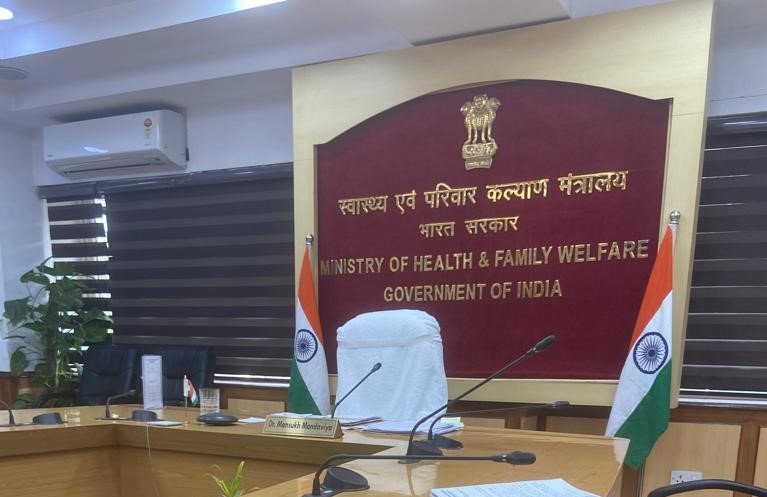 स्वास्थ्य एवं परिवार कल्याण मंत्रालय
भारत सरकार
MINISTRY OF HEALTH & FAMILY WELFARE
GOVERNMENT OF INDIA
Dr. Mansukh Mandaviya